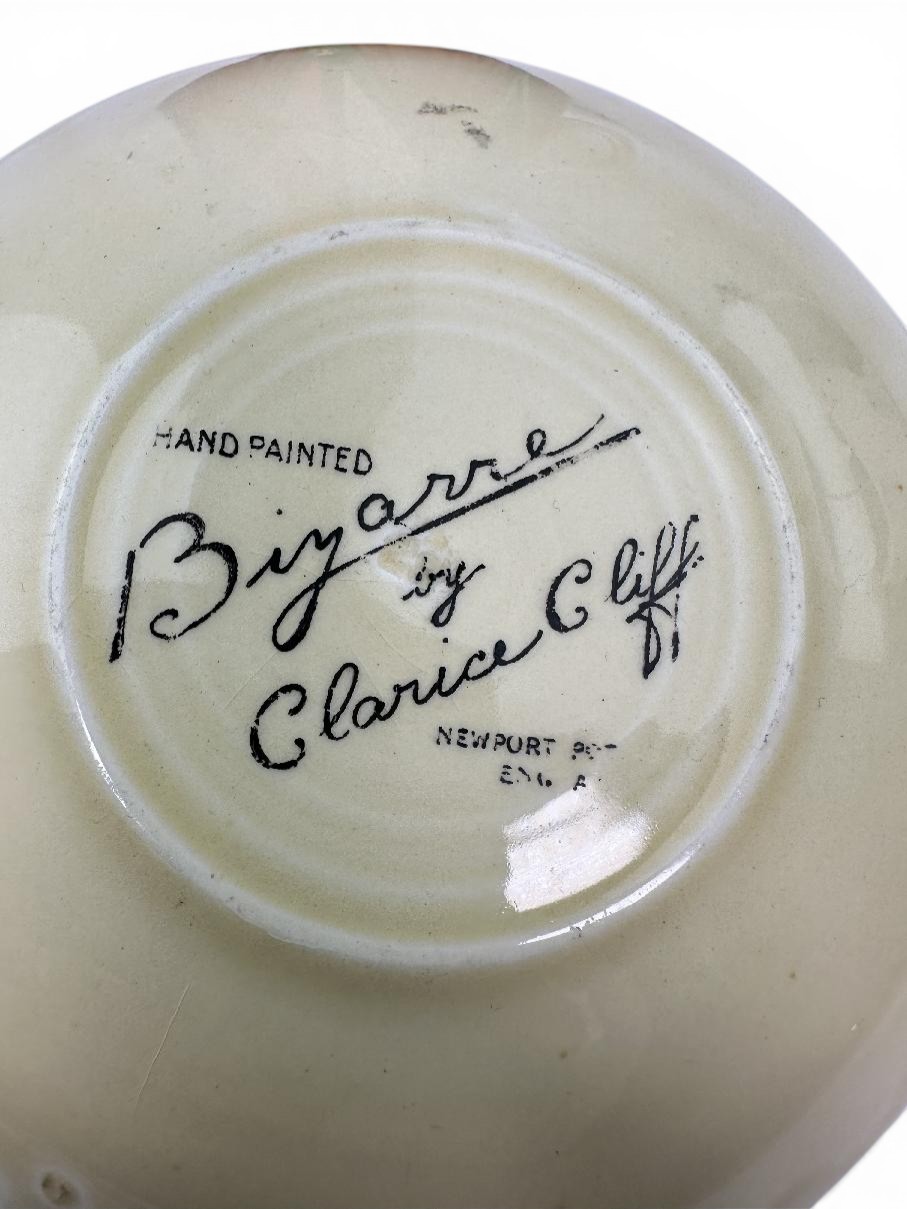 HAND PAINTED
Bizarre
by
Clarice Cliff
NEWPORT